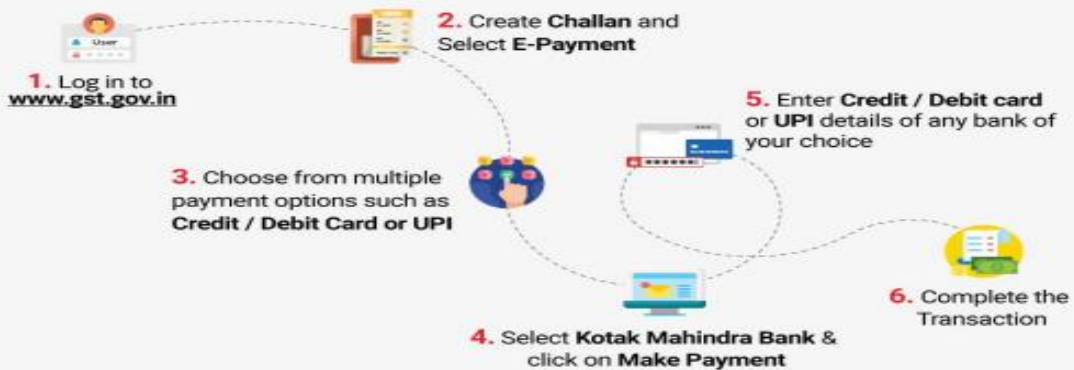 User
1. Log in to
www.gst.gov.in
2. Create Challan and
Select E-Payment
3. Choose from multiple
payment options such as
Credit / Debit Card or UPI
4. Select Kotak Mahindra Bank &
click on Make Payment
5. Enter Credit / Debit card
or UPI details of any bank of
your choice
6. Complete the
Transaction